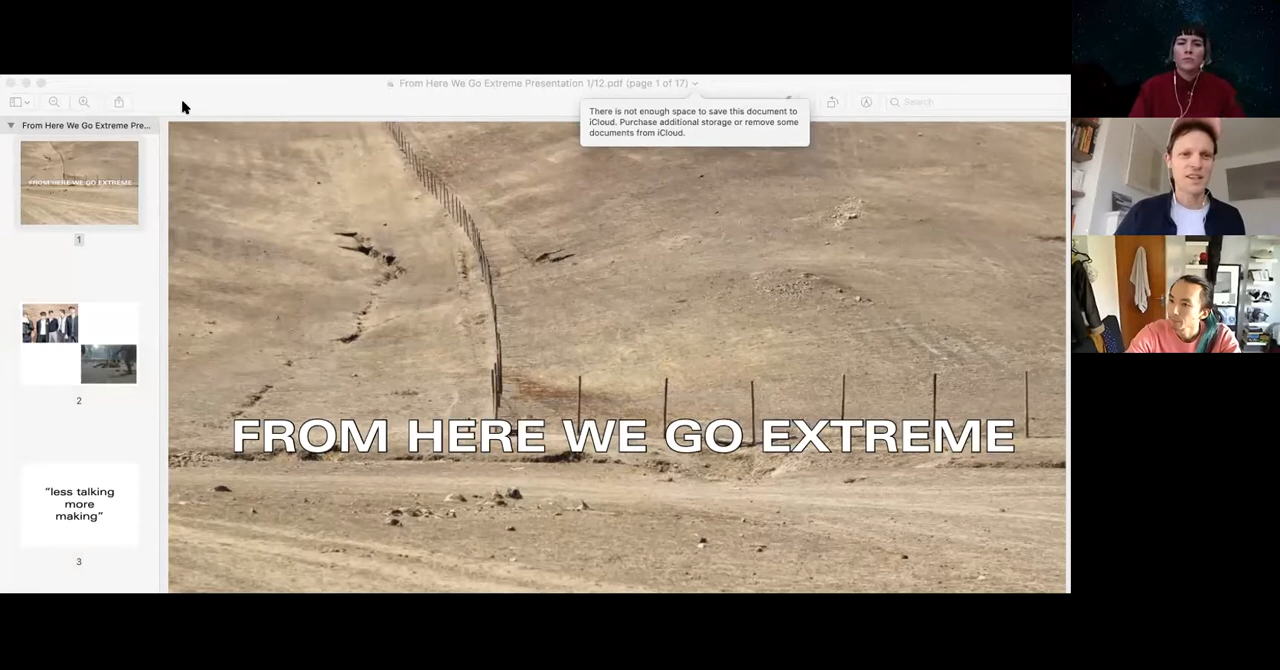 From Here We Go Extreme Presentation 1/12.pdf (page 1 of 17)
Search
There is not enough space to save this document to
iCloud. Purchase additional storage or remove some
documents from iCloud.
From Here We Go Extreme Pre...
FROM HERE WE GO EXTREME
1
2
"less talking
more
making"
3
FROM HERE WE GO EXTREME